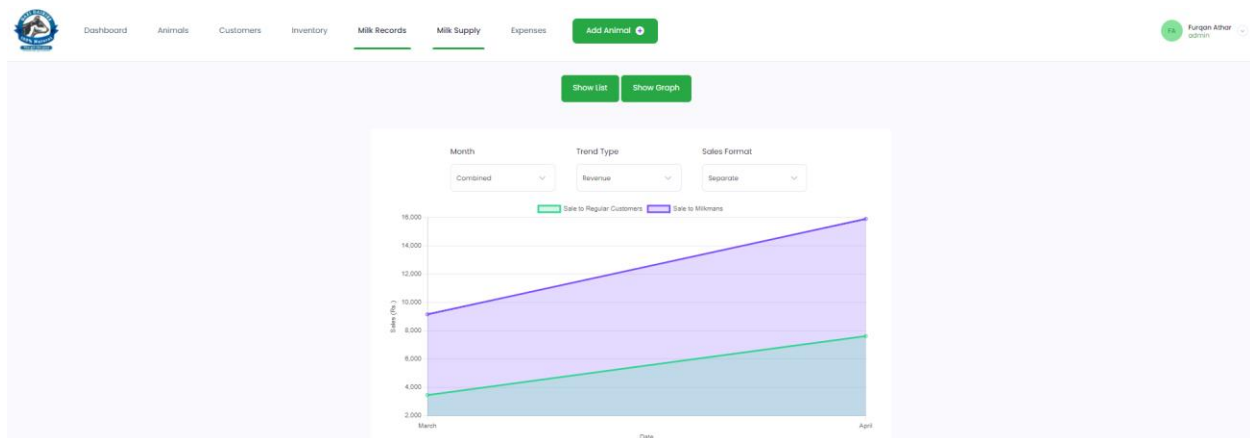 Dashboard Animals Customers Inventory Milk Records Milk Supply Expenses Add Animal
FA Furqan Athar
admin
Show List Show Graph
Month Trend Type Sales Format
Combined Revenue Separate
Sale to Regular Customers Sale to Milkmans
16,000
14,000
12,000
10,000
8,000
6,000
4,000
2,000
Sales (Rs.)
March April
Date